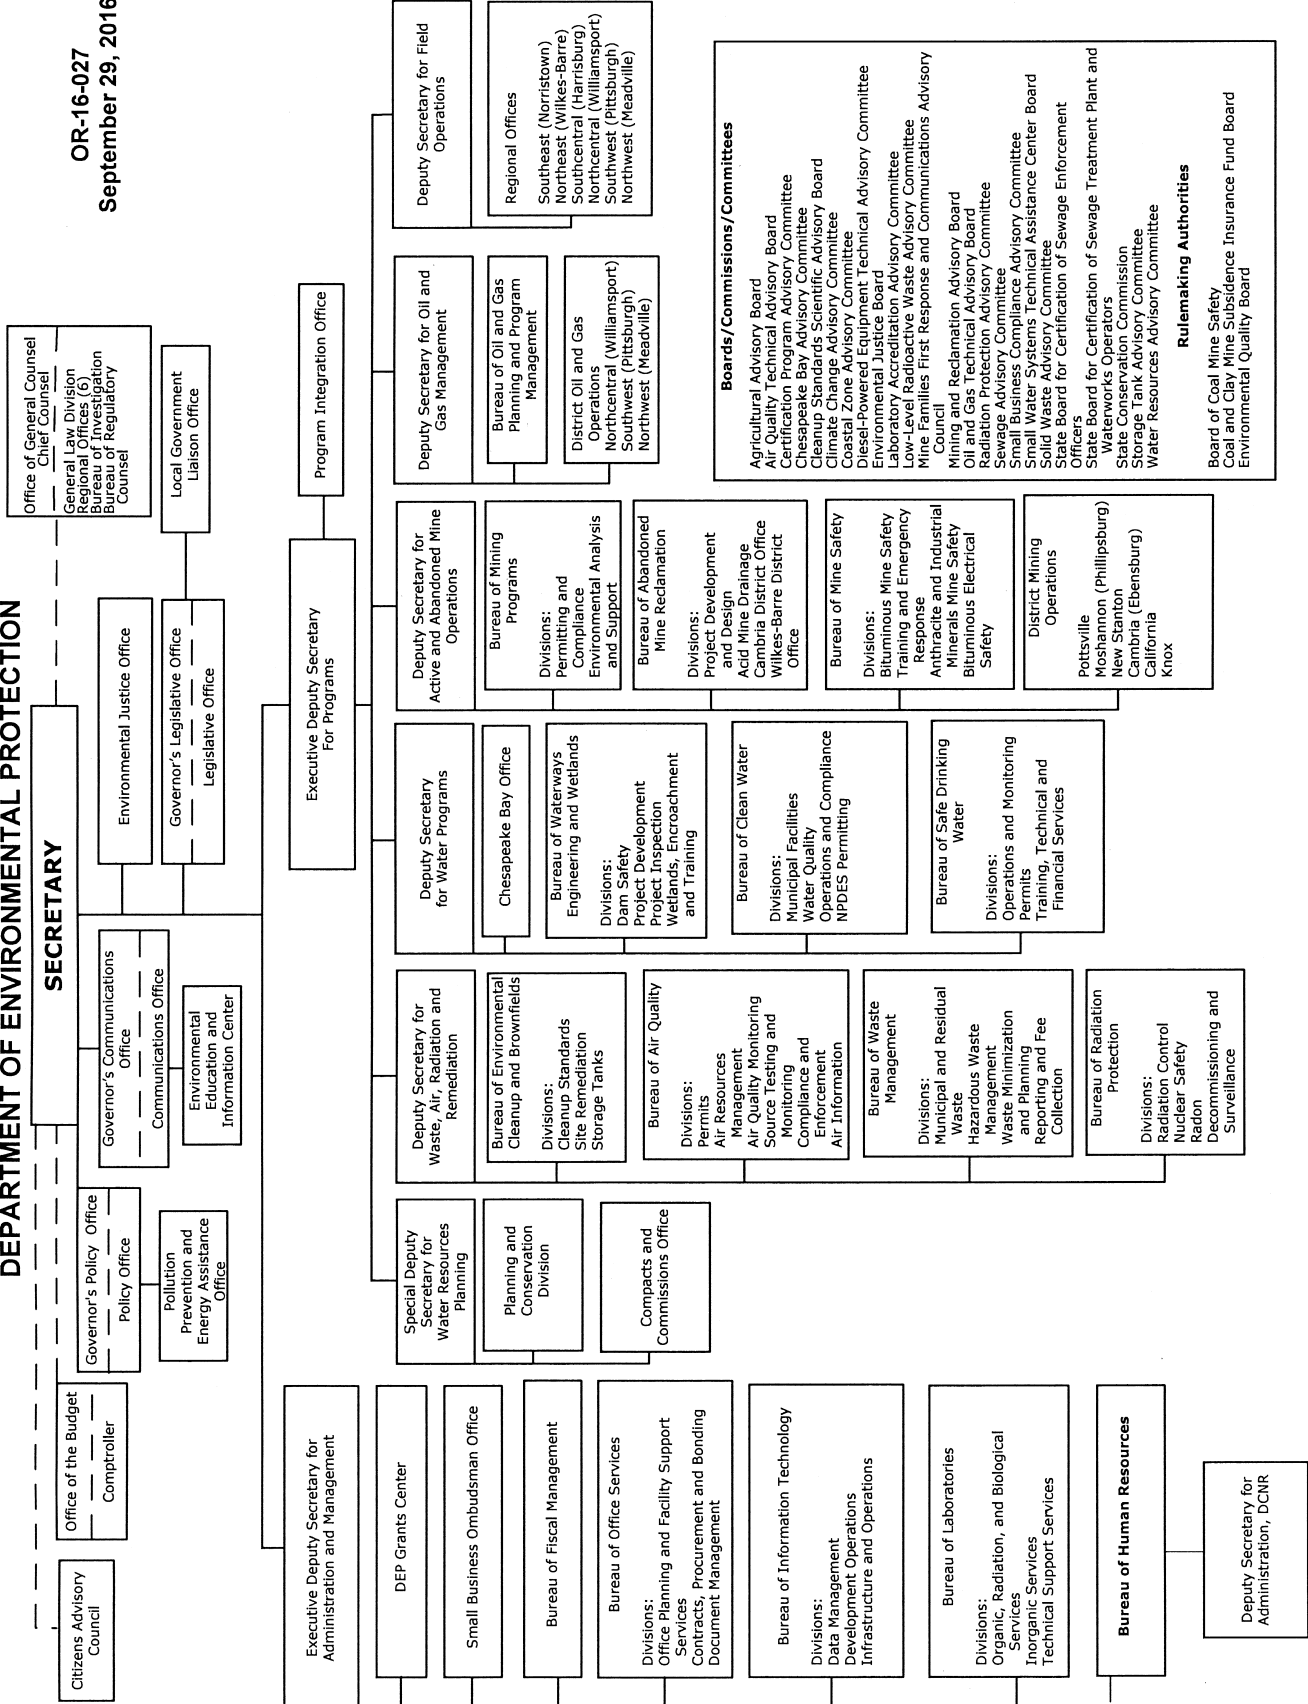 OR-16-027
September 29, 2016
DEPARTMENT OF ENVIRONMENTAL PROTECTION
SECRETARY
Citizens Advisory
Council
Office of the Budget
Comptroller
Governor's Policy Office
Policy Office
Pollution
Prevention and
Energy Assistance
Office
Governor's Communications
Office
Communications Office
Environmental
Education and
Information Center
Environmental Justice Office
Governor's Legislative Office
Legislative Office
Local Government
Liaison Office
Office of General Counsel
Chief Counsel
General Law Division
Regional Offices (6)
Bureau of Investigation
Bureau of Regulatory
Counsel
Executive Deputy Secretary for
Administration and Management
DEP Grants Center
Small Business Ombudsman Office
Bureau of Fiscal Management
Bureau of Office Services
Divisions:
Office Planning and Facility Support
Services
Contracts, Procurement and Bonding
Document Management
Bureau of Information Technology
Divisions:
Data Management
Development Operations
Infrastructure and Operations
Bureau of Laboratories
Divisions:
Organic, Radiation, and Biological
Services
Inorganic Services
Technical Support Services
Bureau of Human Resources
Deputy Secretary for
Administration, DCNR
Executive Deputy Secretary
For Programs
Program Integration Office
Special Deputy
Secretary for
Water Resources
Planning
Planning and
Conservation
Division
Compacts and
Commissions Office
Deputy Secretary for
Waste, Air, Radiation and
Remediation
Bureau of Environmental
Cleanup and Brownfields
Divisions:
Cleanup Standards
Site Remediation
Storage Tanks
Bureau of Air Quality
Divisions:
Permits
Air Resources
Management
Air Quality Monitoring
Source Testing and
Monitoring
Compliance and
Enforcement
Air Information
Bureau of Waste
Management
Divisions:
Municipal and Residual
Waste
Hazardous Waste
Management
Waste Minimization
and Planning
Reporting and Fee
Collection
Bureau of Radiation
Protection
Divisions:
Radiation Control
Nuclear Safety
Radon
Decommissioning and
Surveillance
Deputy Secretary
for Water Programs
Chesapeake Bay Office
Bureau of Waterways
Engineering and Wetlands
Divisions:
Dam Safety
Project Development
Project Inspection
Wetlands, Encroachment
and Training
Bureau of Clean Water
Divisions:
Municipal Facilities
Water Quality
Operations and Compliance
NPDES Permitting
Bureau of Safe Drinking
Water
Divisions:
Operations and Monitoring
Permits
Training, Technical and
Financial Services
Deputy Secretary for
Active and Abandoned Mine
Operations
Bureau of Mining
Programs
Divisions:
Permitting and
Compliance
Environmental Analysis
and Support
Bureau of Abandoned
Mine Reclamation
Divisions:
Project Development
and Design
Acid Mine Drainage
Cambria District Office
Wilkes-Barre District
Office
Bureau of Mine Safety
Divisions:
Bituminous Mine Safety
Training and Emergency
Response
Anthracite and Industrial
Minerals Mine Safety
Bituminous Electrical
Safety
District Mining
Operations
Pottsville
Moshannon (Phillipsburg)
New Stanton
Cambria (Ebensburg)
California
Knox
Deputy Secretary for Oil and
Gas Management
Bureau of Oil and Gas
Planning and Program
Management
District Oil and Gas
Operations
Northcentral (Williamsport)
Southwest (Pittsburgh)
Northwest (Meadville)
Deputy Secretary for Field
Operations
Regional Offices
Southeast (Norristown)
Northeast (Wilkes-Barre)
Southcentral (Harrisburg)
Northcentral (Williamsport)
Southwest (Pittsburgh)
Northwest (Meadville)
Boards/Commissions/Committees
Agricultural Advisory Board
Air Quality Technical Advisory Board
Certification Program Advisory Committee
Chesapeake Bay Advisory Committee
Cleanup Standards Scientific Advisory Board
Climate Change Advisory Committee
Coastal Zone Advisory Committee
Diesel-Powered Equipment Technical Advisory Committee
Environmental Justice Board
Laboratory Accreditation Advisory Committee
Low-Level Radioactive Waste Advisory Committee
Mine Families First Response and Communications Advisory
Council
Mining and Reclamation Advisory Board
Oil and Gas Technical Advisory Board
Radiation Protection Advisory Committee
Sewage Advisory Committee
Small Business Compliance Advisory Committee
Small Water Systems Technical Assistance Center Board
Solid Waste Advisory Committee
State Board for Certification of Sewage Enforcement
Officers
State Board for Certification of Sewage Treatment Plant and
Waterworks Operators
State Conservation Commission
Storage Tank Advisory Committee
Water Resources Advisory Committee
Rulemaking Authorities
Board of Coal Mine Safety
Coal and Clay Mine Subsidence Insurance Fund Board
Environmental Quality Board